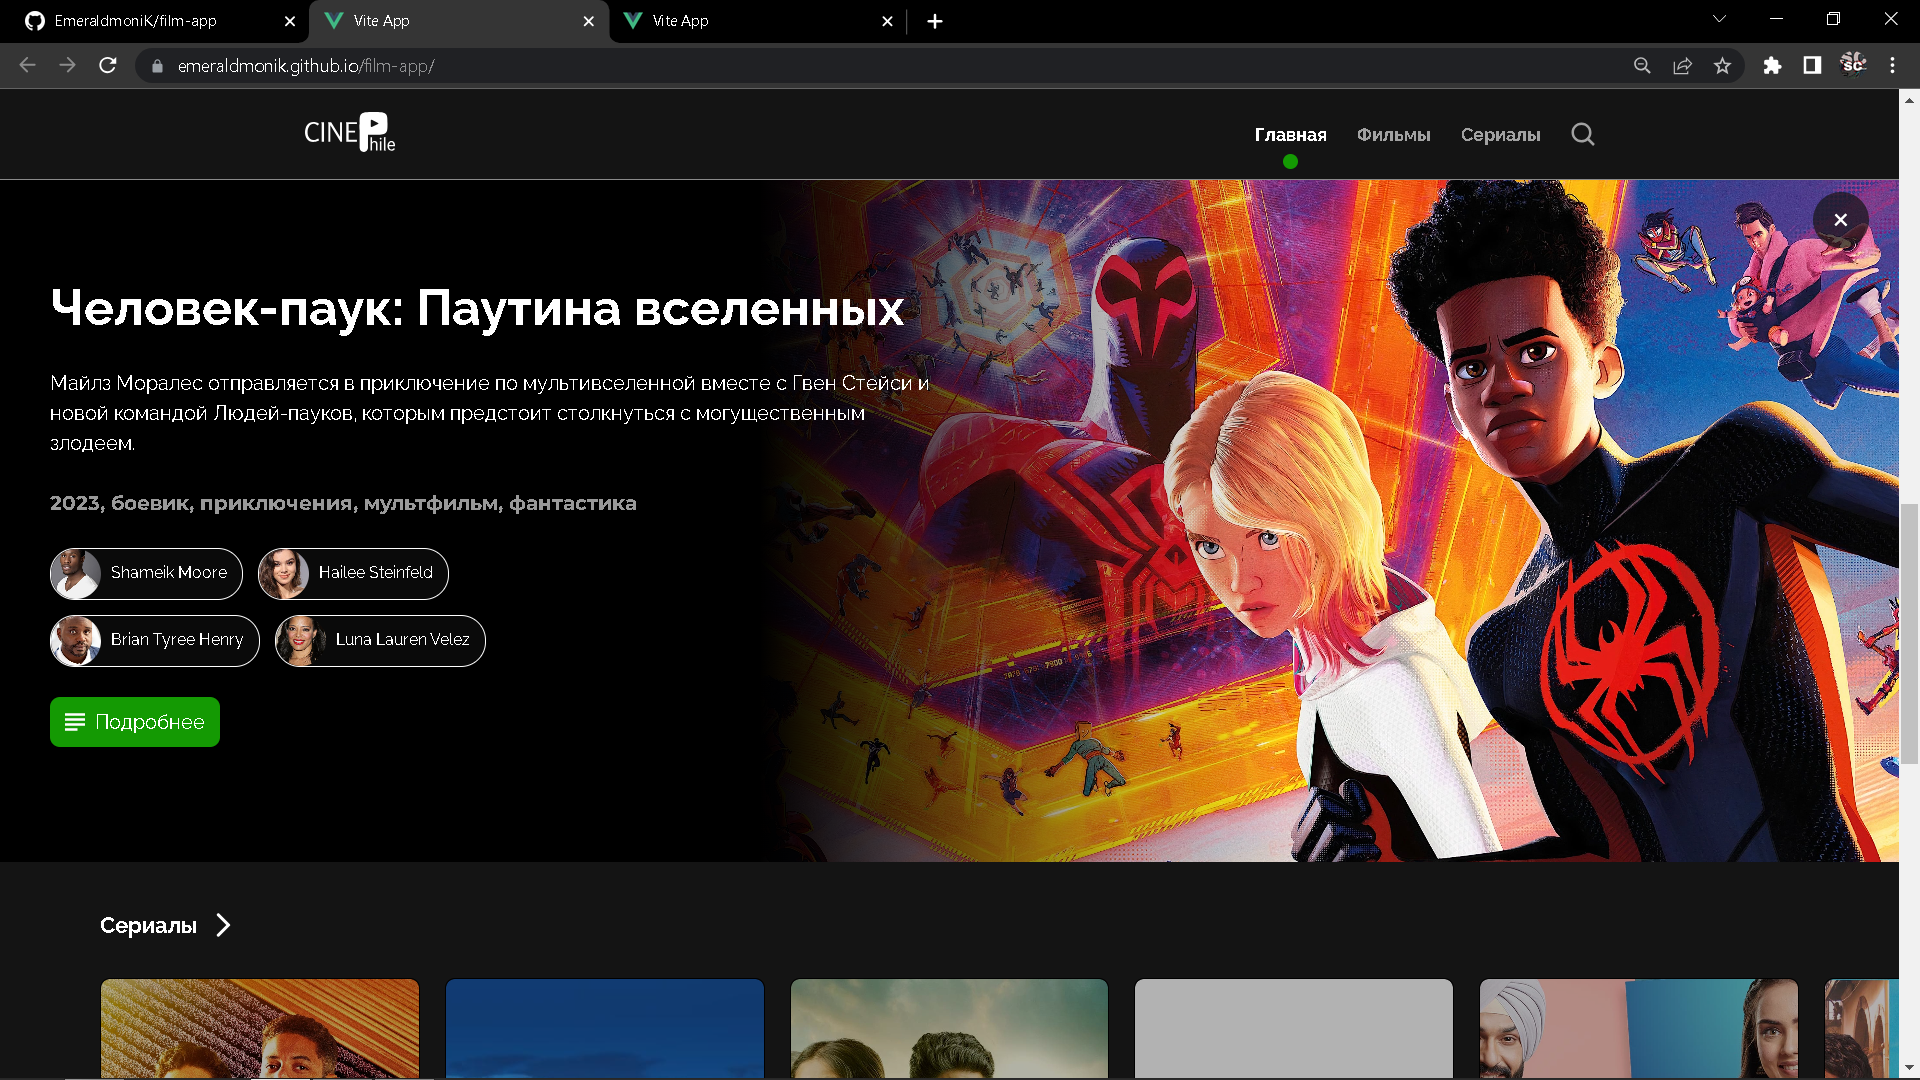 EmeraldmoniK/film-app
Vite App
Vite App
emeraldmonik.github.io/film-app/
SC
CINEPhile
Главная
Фильмы
Сериалы
Человек-паук: Паутина вселенных
Майлз Моралес отправляется в приключение по мультивселенной вместе с Гвен Стейси и
новой командой Людей-пауков, которым предстоит столкнуться с могущественным
злодеем.
2023, боевик, приключения, мультфильм, фантастика
Shameik Moore
Hailee Steinfeld
Brian Tyree Henry
Luna Lauren Velez
Подробнее
Сериалы